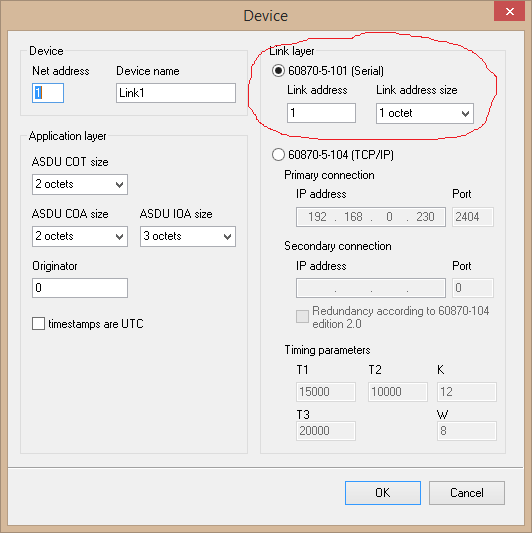 Device
Device
Net address Device name
1 Link1
Application layer
ASDU COT size
2 octets
ASDU COA size ASDU IOA size
2 octets 3 octets
Originator
0
timestamps are UTC
Link layer
60870-5-101 (Serial)
Link address Link address size
1 1 octet
60870-5-104 (TCP/IP)
Primary connection
IP address Port
192 . 168 . 0 . 230 2404
Secondary connection
IP address Port
. . . 0
Redundancy according to 60870-104
edition 2.0
Timing parameters
T1 T2 K
15000 10000 12
T3 W
20000 8
OK Cancel